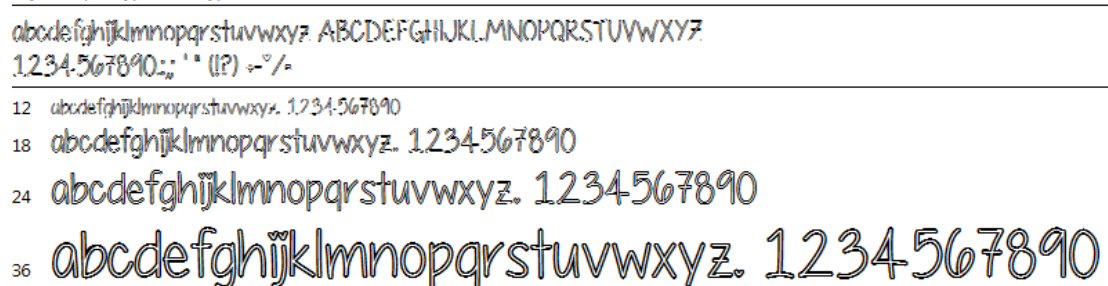 abcdefghijklmnopqrstuvwxyz ABCDEFGHIJKLMNOPQRSTUVWXYZ
1234567890.:,; ' " (!?) +-*/=
12 abcdefghijklmnopqrstuvwxyz. 1234567890
18 abcdefghijklmnopqrstuvwxyz. 1234567890
24 abcdefghijklmnopqrstuvwxyz. 1234567890
36 abcdefghijklmnopqrstuvwxyz. 1234567890